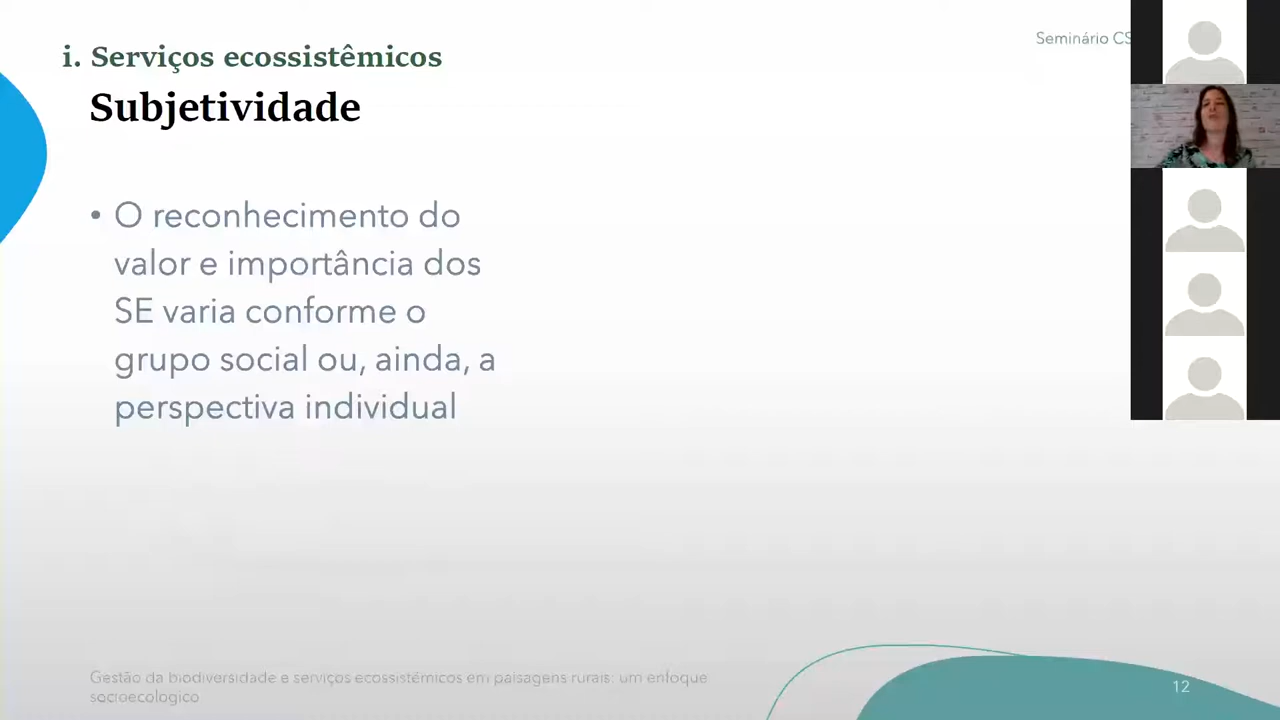 i. Serviços ecossistêmicos
Seminário CS
Subjetividade
• O reconhecimento do
valor e importância dos
SE varia conforme o
grupo social ou, ainda, a
perspectiva individual
Gestão da biodiversidade e serviços ecossistêmicos em paisagens rurais: um enfoque
socioecologico
12